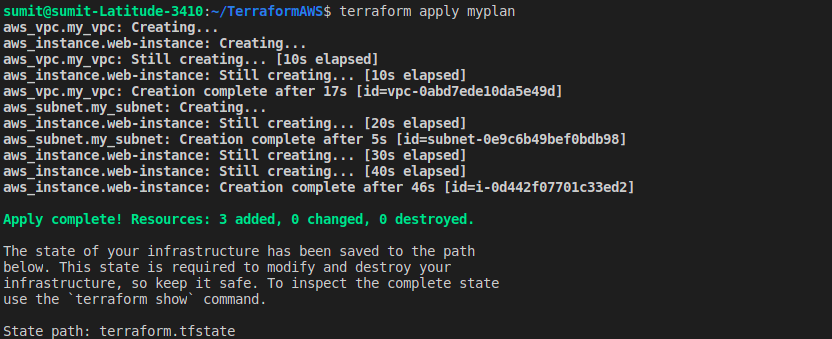 sumit@sumit-Latitude-3410:~/TerraformAWS$ terraform apply myplan
aws_vpc.my_vpc: Creating...
aws_instance.web-instance: Creating...
aws_vpc.my_vpc: Still creating... [10s elapsed]
aws_instance.web-instance: Still creating... [10s elapsed]
aws_vpc.my_vpc: Creation complete after 17s [id=vpc-0abd7ede10da5e49d]
aws_subnet.my_subnet: Creating...
aws_instance.web-instance: Still creating... [20s elapsed]
aws_subnet.my_subnet: Creation complete after 5s [id=subnet-0e9c6b49bef0bdb98]
aws_instance.web-instance: Still creating... [30s elapsed]
aws_instance.web-instance: Still creating... [40s elapsed]
aws_instance.web-instance: Creation complete after 46s [id=i-0d442f07701c33ed2]
Apply complete! Resources: 3 added, 0 changed, 0 destroyed.
The state of your infrastructure has been saved to the path
below. This state is required to modify and destroy your
infrastructure, so keep it safe. To inspect the complete state
use the `terraform show` command.
State path: terraform.tfstate